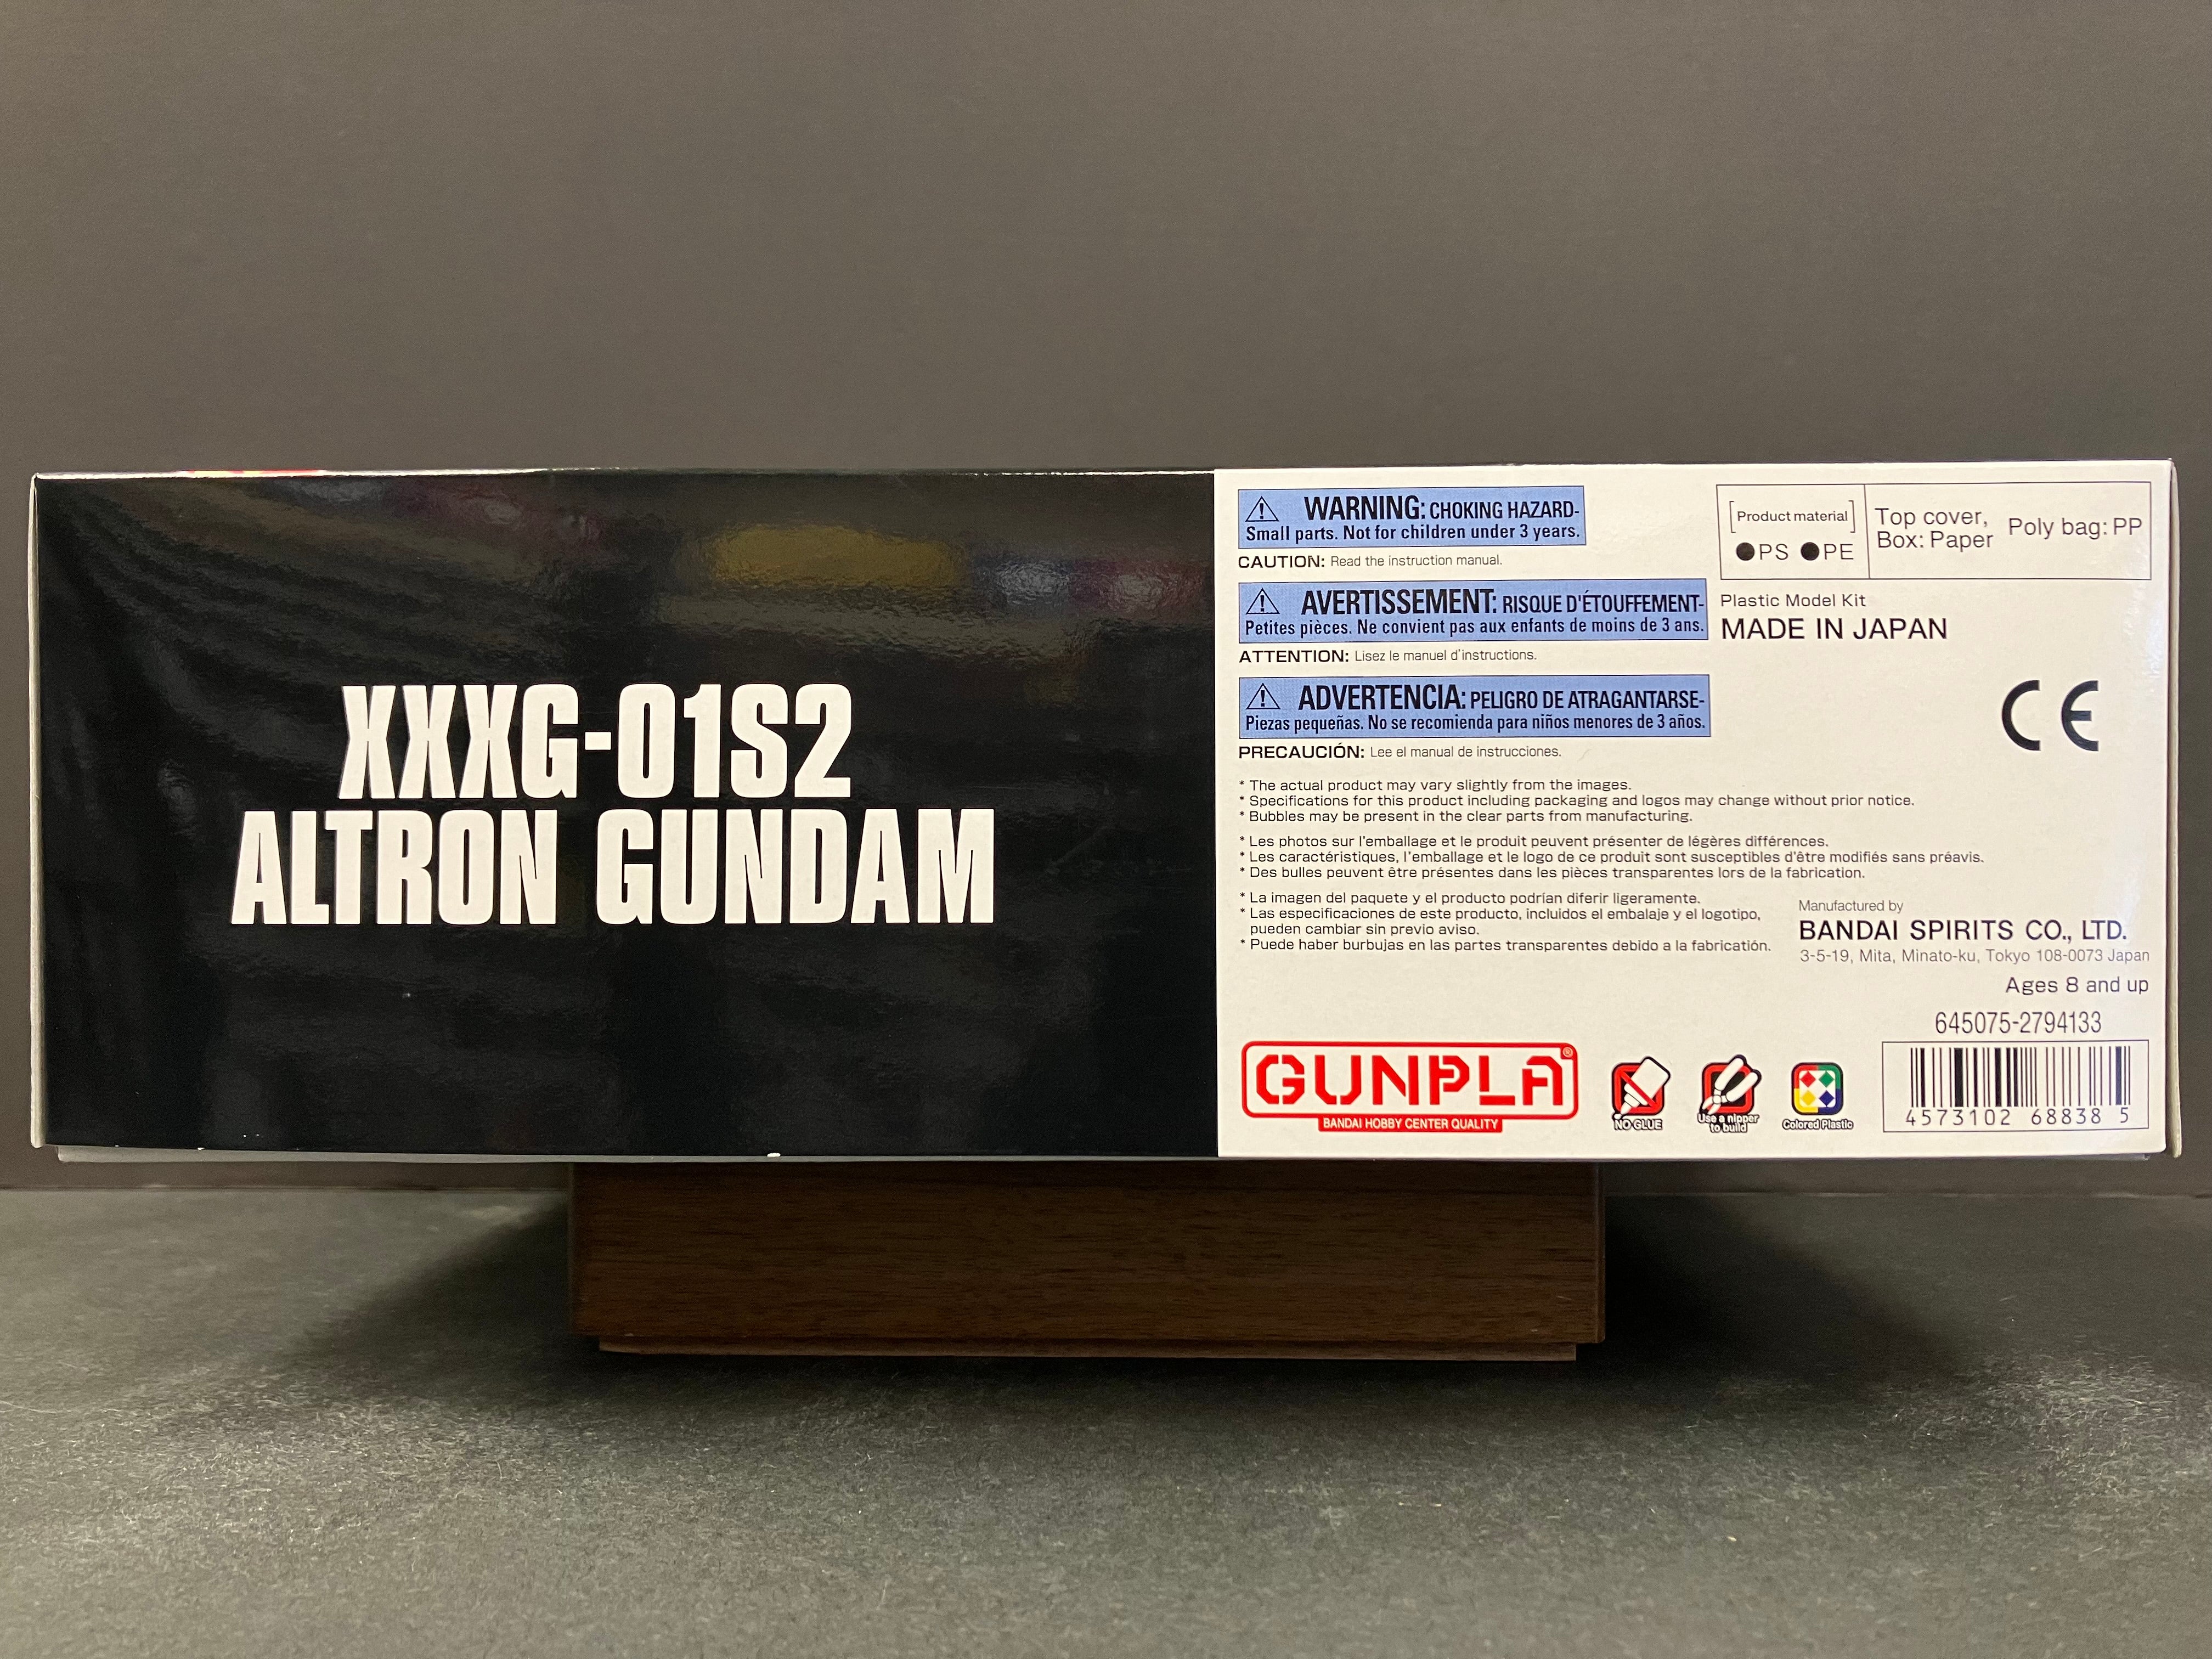 XXXG-01S2
ALTRON GUNDAM
WARNING: CHOKING HAZARD-
Small parts. Not for children under 3 years.
CAUTION: Read the instruction manual.
AVERTISSEMENT: RISQUE D'ÉTOUFFEMENT-
Petites pièces. Ne convient pas aux enfants de moins de 3 ans.
ATTENTION: Lisez le manuel d'instructions.
ADVERTENCIA: PELIGRO DE ATRAGANTARSE-
Piezas pequeñas. No se recomienda para niños menores de 3 años.
PRECAUCIÓN: Lee el manual de instrucciones.
[Product material]
●PS ●PE
Top cover,
Box: Paper
Poly bag: PP
Plastic Model Kit
MADE IN JAPAN
CE
* The actual product may vary slightly from the images.
* Specifications for this product including packaging and logos may change without prior notice.
* Bubbles may be present in the clear parts from manufacturing.
* Les photos sur l'emballage et le produit peuvent présenter de légères différences.
* Les caractéristiques, l'emballage et le logo de ce produit sont susceptibles d'être modifiés sans préavis.
* Des bulles peuvent être présentes dans les pièces transparentes lors de la fabrication.
* La imagen del paquete y el producto podrían diferir ligeramente.
* Las especificaciones de este producto, incluidos el embalaje y el logotipo,
pueden cambiar sin previo aviso.
* Puede haber burbujas en las partes transparentes debido a la fabricatión.
Manufactured by
BANDAI SPIRITS CO., LTD.
3-5-19, Mita, Minato-ku, Tokyo 108-0073 Japan
Ages 8 and up
645075-2794133
GUNPLA®
BANDAI HOBBY CENTER QUALITY
NO GLUE
Use a nipper
to build
Colored Plastic
4573102 68838 5